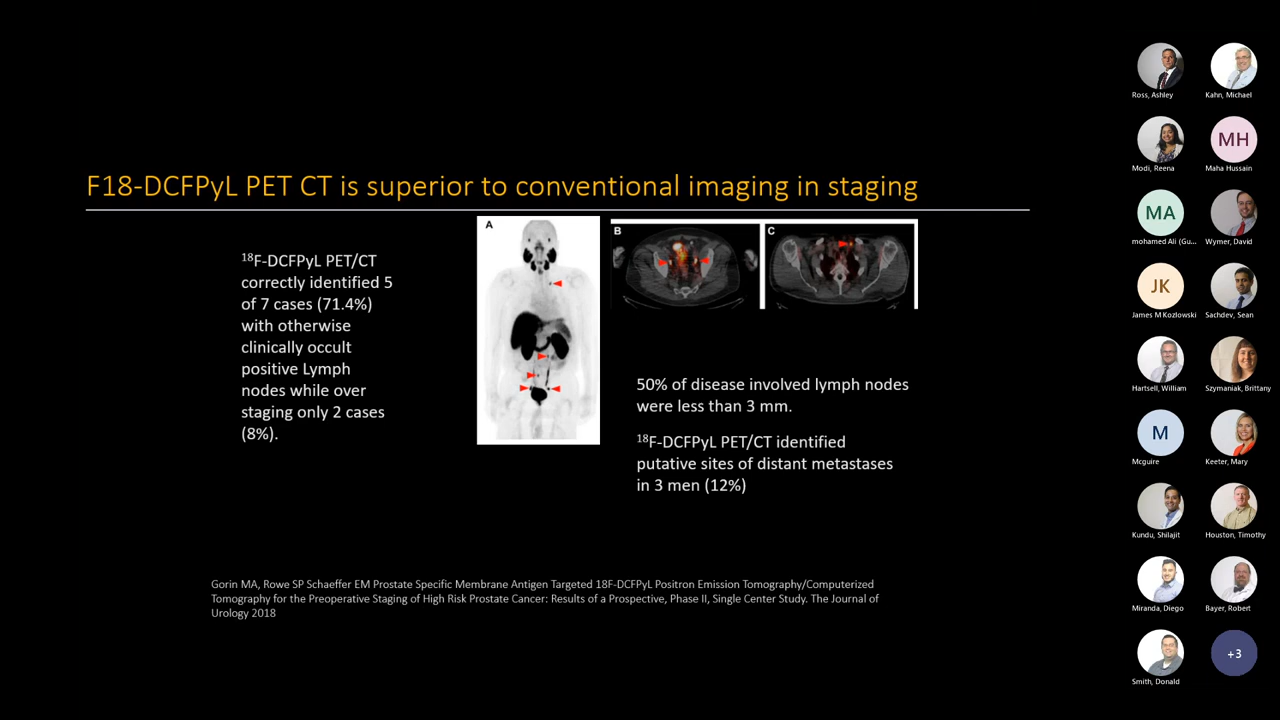 F18-DCFPyL PET CT is superior to conventional imaging in staging
18F-DCFPyL PET/CT
correctly identified 5
of 7 cases (71.4%)
with otherwise
clinically occult
positive Lymph
nodes while over
staging only 2 cases
(8%).
A
B
C
50% of disease involved lymph nodes
were less than 3 mm.
18F-DCFPyL PET/CT identified
putative sites of distant metastases
in 3 men (12%)
Gorin MA, Rowe SP Schaeffer EM Prostate Specific Membrane Antigen Targeted 18F-DCFPyL Positron Emission Tomography/Computerized
Tomography for the Preoperative Staging of High Risk Prostate Cancer: Results of a Prospective, Phase II, Single Center Study. The Journal of
Urology 2018
Ross, Ashley
Kahn, Michael
Modi, Reena
MH
Maha Hussain
MA
mohamed Ali (Gu...
Wymer, David
JK
James M Kozlowski
Sachdev, Sean
Hartsell, William
Szymaniak, Brittany
M
Mcguire
Keeter, Mary
Kundu, Shilajit
Houston, Timothy
Miranda, Diego
Bayer, Robert
Smith, Donald
+3